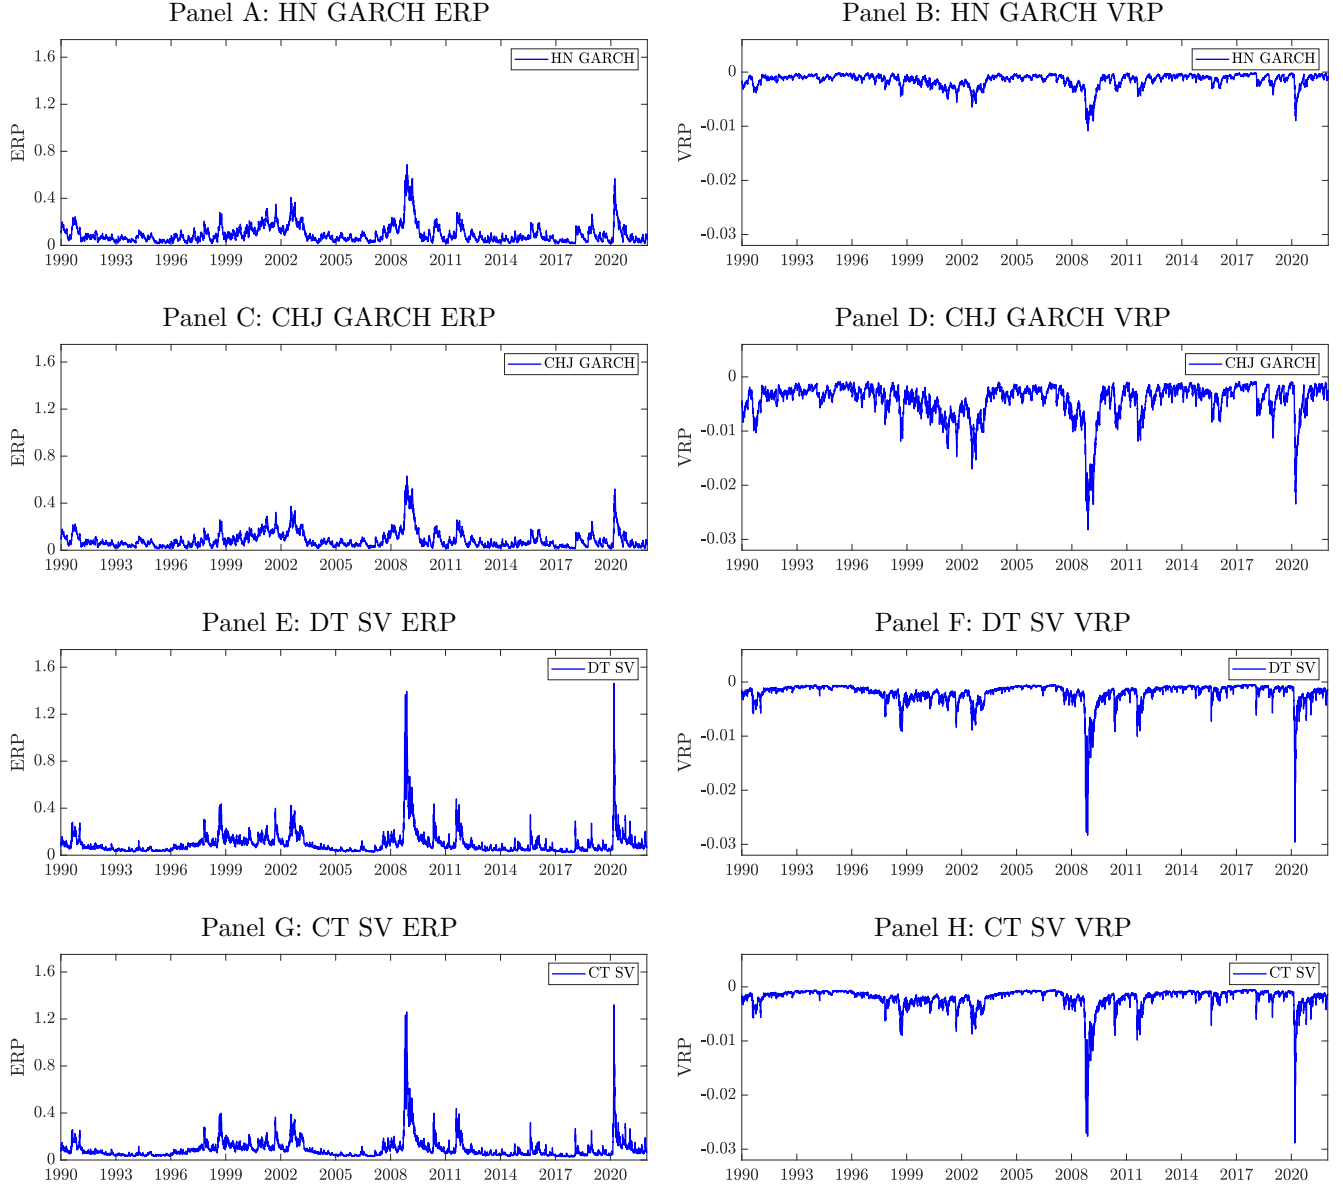 Panel A: HN GARCH ERP
HN GARCH
1.6
1.2
0.8
0.4
0
ERP
1990 1993 1996 1999 2002 2005 2008 2011 2014 2017 2020
Panel B: HN GARCH VRP
HN GARCH
0
-0.01
-0.02
-0.03
VRP
1990 1993 1996 1999 2002 2005 2008 2011 2014 2017 2020
Panel C: CHJ GARCH ERP
CHJ GARCH
1.6
1.2
0.8
0.4
0
ERP
1990 1993 1996 1999 2002 2005 2008 2011 2014 2017 2020
Panel D: CHJ GARCH VRP
CHJ GARCH
0
-0.01
-0.02
-0.03
VRP
1990 1993 1996 1999 2002 2005 2008 2011 2014 2017 2020
Panel E: DT SV ERP
DT SV
1.6
1.2
0.8
0.4
0
ERP
1990 1993 1996 1999 2002 2005 2008 2011 2014 2017 2020
Panel F: DT SV VRP
DT SV
0
-0.01
-0.02
-0.03
VRP
1990 1993 1996 1999 2002 2005 2008 2011 2014 2017 2020
Panel G: CT SV ERP
CT SV
1.6
1.2
0.8
0.4
0
ERP
1990 1993 1996 1999 2002 2005 2008 2011 2014 2017 2020
Panel H: CT SV VRP
CT SV
0
-0.01
-0.02
-0.03
VRP
1990 1993 1996 1999 2002 2005 2008 2011 2014 2017 2020